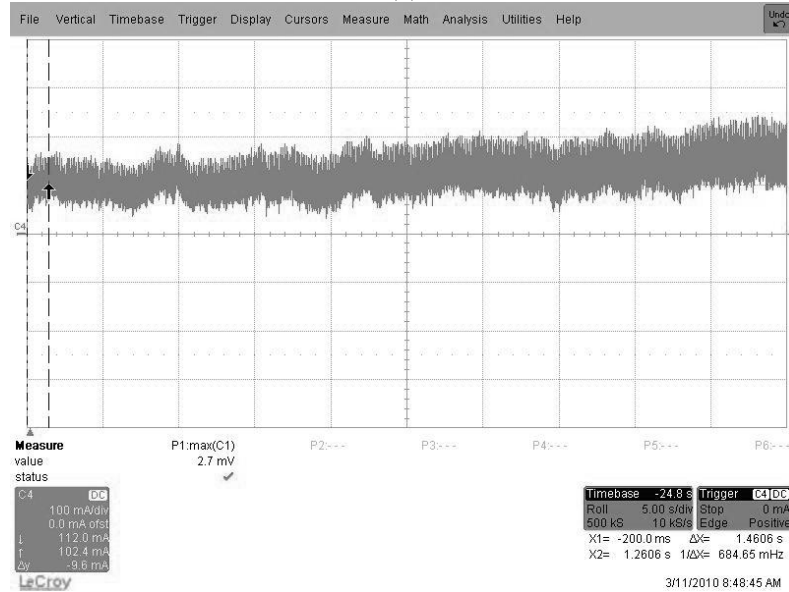 File Vertical Timebase Trigger Display Cursors Measure Math Analysis Utilities Help Undo
C4
Measure P1:max(C1) P2:--- P3:--- P4:--- P5:--- P6:---
value 2.7 mV
status
C4 DC
100 mA/div
0.0 mA ofst
↓ 112.0 mA
↑ 102.4 mA
Δy -9.6 mA
Timebase -24.8 s Trigger C4 DC
Roll 5.00 s/div Stop 0 mA
500 kS 10 kS/s Edge Positive
X1= -200.0 ms ΔX= 1.4606 s
X2= 1.2606 s 1/ΔX= 684.65 mHz
LeCroy
3/11/2010 8:48:45 AM